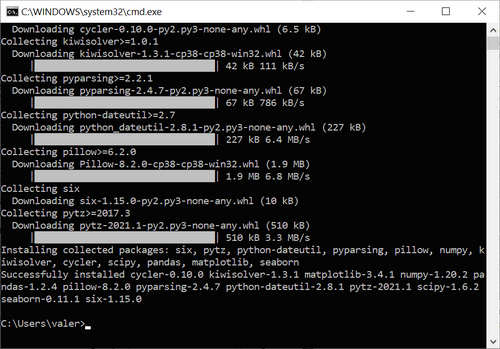 C:\WINDOWS\system32\cmd.exe
Downloading cycler-0.10.0-py2.py3-none-any.whl (6.5 kB)
Collecting kiwisolver>=1.0.1
Downloading kiwisolver-1.3.1-cp38-cp38-win32.whl (42 kB)
| 42 kB 111 kB/s
Collecting pyparsing>=2.2.1
Downloading pyparsing-2.4.7-py2.py3-none-any.whl (67 kB)
| 67 kB 786 kB/s
Collecting python-dateutil>=2.7
Downloading python_dateutil-2.8.1-py2.py3-none-any.whl (227 kB)
| 227 kB 6.4 MB/s
Collecting pillow>=6.2.0
Downloading Pillow-8.2.0-cp38-cp38-win32.whl (1.9 MB)
| 1.9 MB 6.8 MB/s
Collecting six
Downloading six-1.15.0-py2.py3-none-any.whl (10 kB)
Collecting pytz>=2017.3
Downloading pytz-2021.1-py2.py3-none-any.whl (510 kB)
| 510 kB 3.3 MB/s
Installing collected packages: six, pytz, python-dateutil, pyparsing, pillow, numpy, k
iwisolver, cycler, scipy, pandas, matplotlib, seaborn
Successfully installed cycler-0.10.0 kiwisolver-1.3.1 matplotlib-3.4.1 numpy-1.20.2 pa
ndas-1.2.4 pillow-8.2.0 pyparsing-2.4.7 python-dateutil-2.8.1 pytz-2021.1 scipy-1.6.2
seaborn-0.11.1 six-1.15.0
C:\Users\valer>